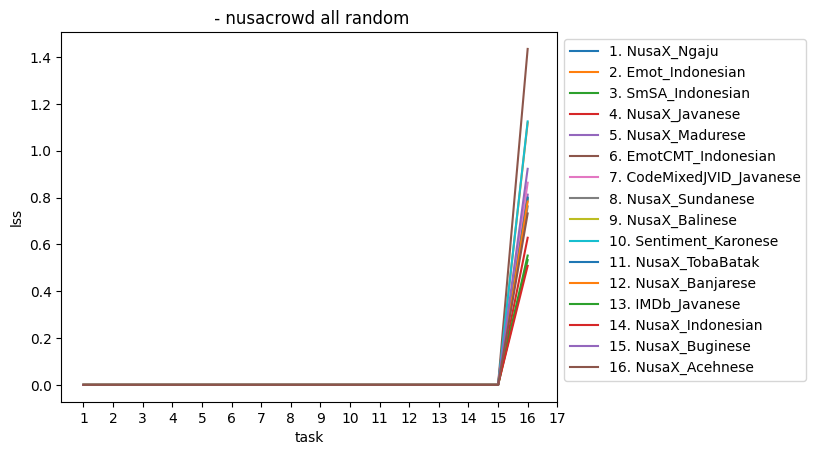 - nusacrowd all random
lss
1.4
1.2
1.0
0.8
0.6
0.4
0.2
0.0
1 2 3 4 5 6 7 8 9 10 11 12 13 14 15 16 17
task
1. NusaX_Ngaju
2. Emot_Indonesian
3. SmSA_Indonesian
4. NusaX_Javanese
5. NusaX_Madurese
6. EmotCMT_Indonesian
7. CodeMixedJVID_Javanese
8. NusaX_Sundanese
9. NusaX_Balinese
10. Sentiment_Karonese
11. NusaX_TobaBatak
12. NusaX_Banjarese
13. IMDb_Javanese
14. NusaX_Indonesian
15. NusaX_Buginese
16. NusaX_Acehnese